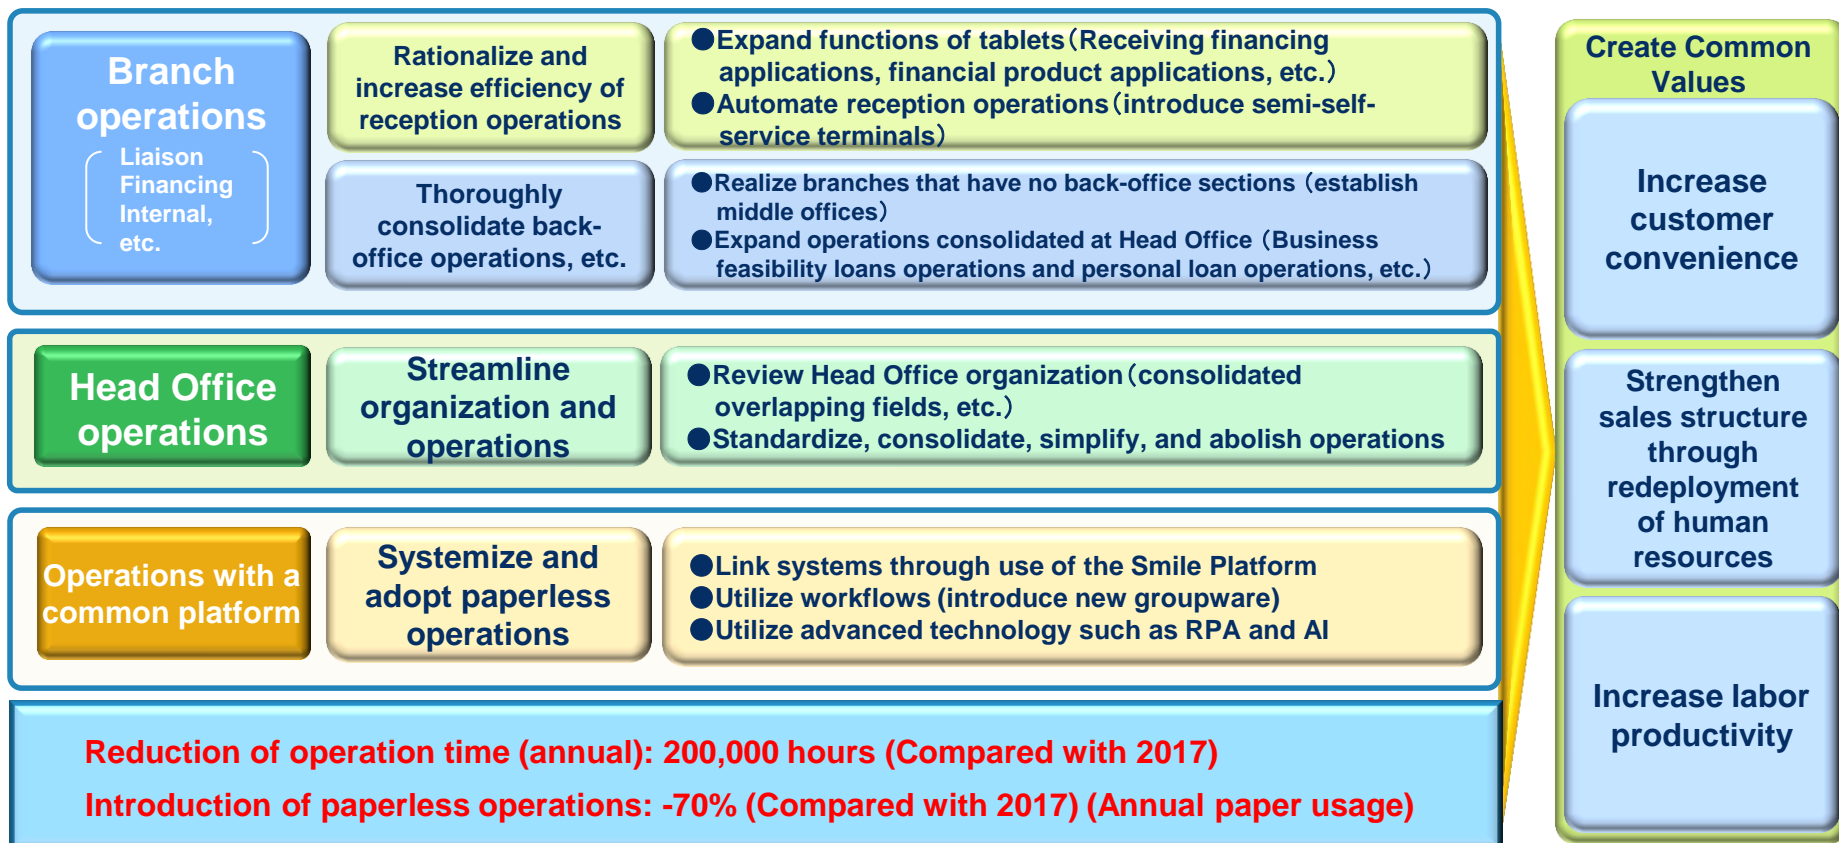 Branch
operations
Liaison
Financing
Internal,
etc.
Rationalize and
increase efficiency of
reception operations
●Expand functions of tablets（Receiving financing
applications, financial product applications, etc.）
●Automate reception operations（introduce semi-self-
service terminals）
Thoroughly
consolidate back-
office operations, etc.
●Realize branches that have no back-office sections（establish
middle offices）
●Expand operations consolidated at Head Office（Business
feasibility loans operations and personal loan operations, etc.）
Head Office
operations
Streamline
organization and
operations
●Review Head Office organization（consolidated
overlapping fields, etc.）
●Standardize, consolidate, simplify, and abolish operations
Operations with a
common platform
Systemize and
adopt paperless
operations
●Link systems through use of the Smile Platform
●Utilize workflows (introduce new groupware)
●Utilize advanced technology such as RPA and AI
Reduction of operation time (annual): 200,000 hours (Compared with 2017)
Introduction of paperless operations: -70% (Compared with 2017) (Annual paper usage)
Create Common
Values
Increase
customer
convenience
Strengthen
sales structure
through
redeployment
of human
resources
Increase labor
productivity